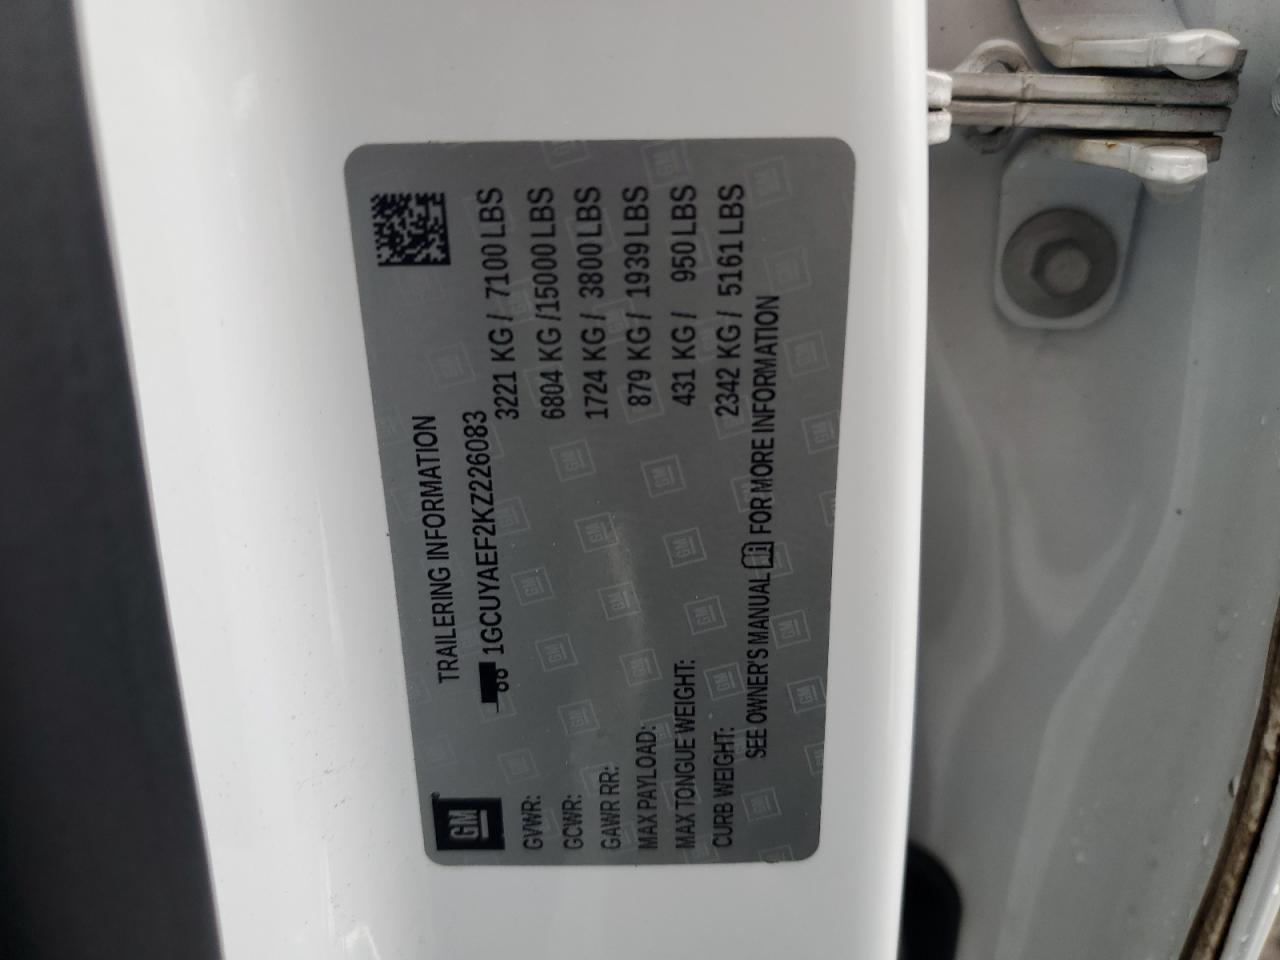 GM
TRAILERING INFORMATION
1GCUYAEF2KZ226083
GVWR: 3221 KG / 7100 LBS
GCWR: 6804 KG /15000 LBS
GAWR RR: 1724 KG / 3800 LBS
MAX PAYLOAD: 879 KG / 1939 LBS
MAX TONGUE WEIGHT: 431 KG / 950 LBS
CURB WEIGHT: 2342 KG / 5161 LBS
SEE OWNER'S MANUAL FOR MORE INFORMATION